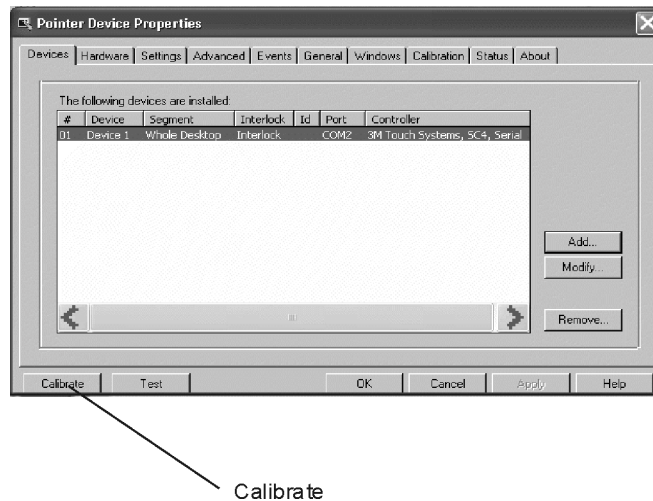 Pointer Device Properties
Devices Hardware Settings Advanced Events General Windows Calibration Status About
The following devices are installed:
# Device Segment Interlock Id Port Controller
01 Device 1 Whole Desktop Interlock COM2 3M Touch Systems, SC4, Serial
Add...
Modify...
Remove...
Calibrate Test OK Cancel Apply Help
Calibrate